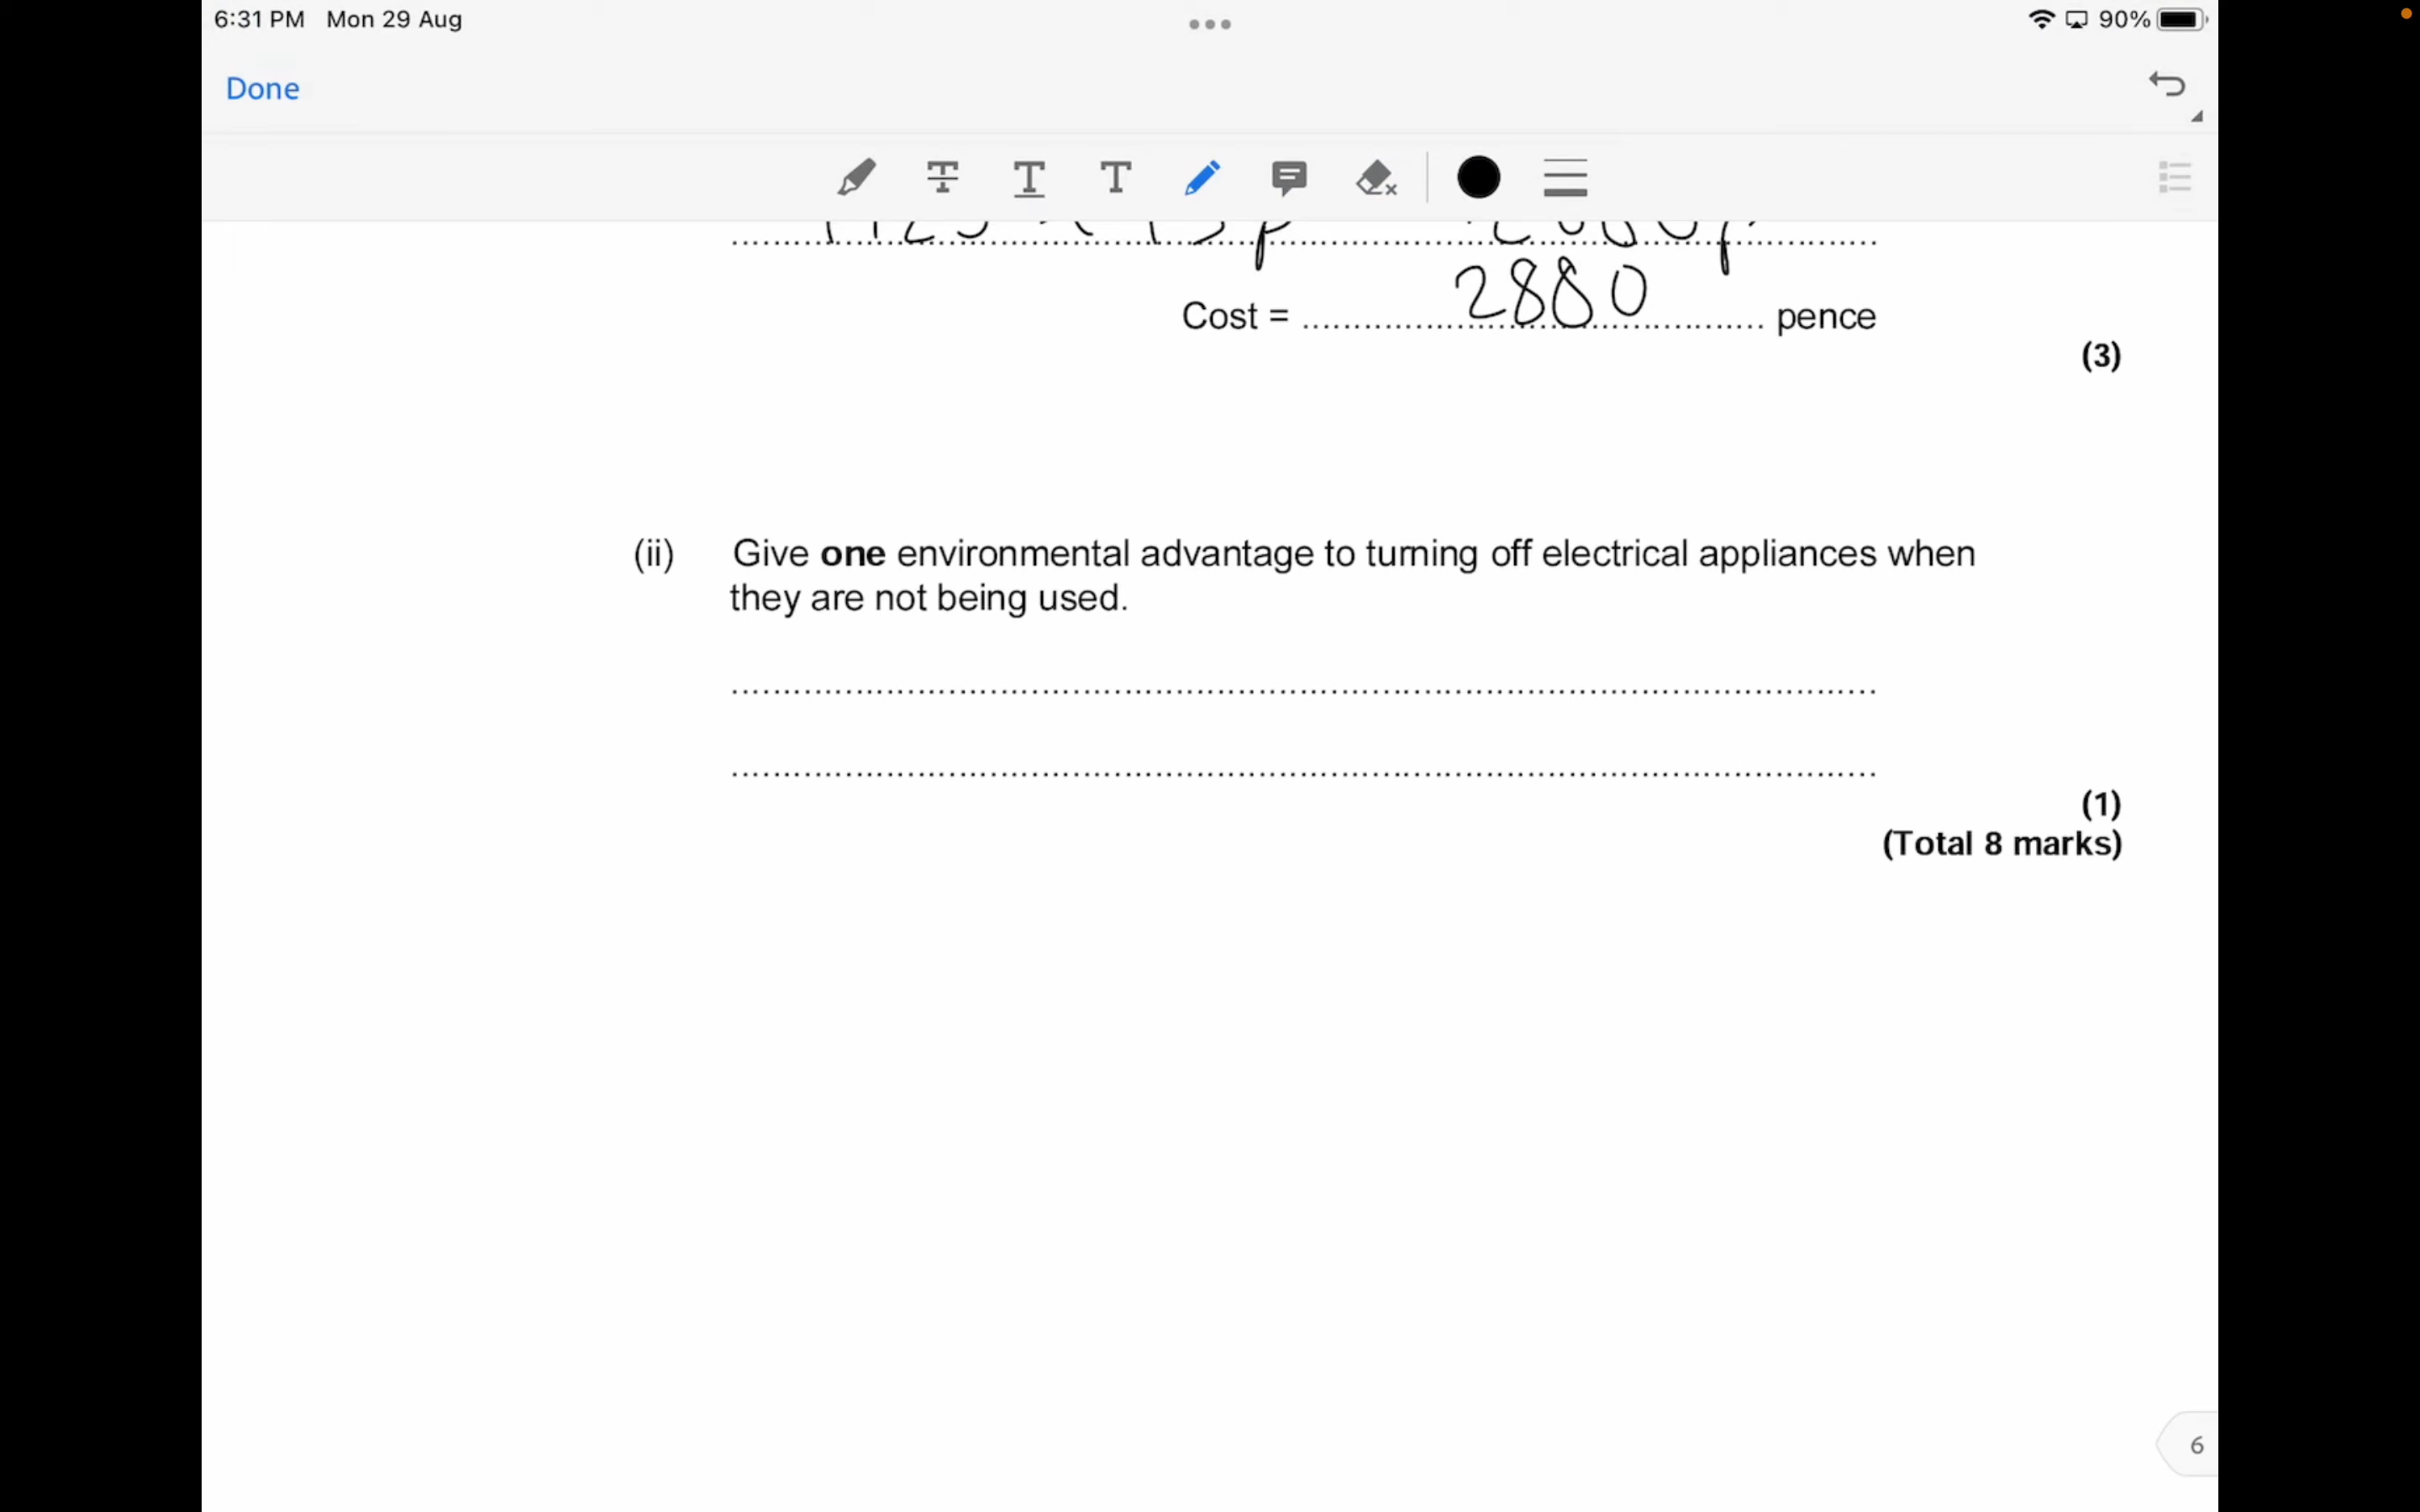 6:31 PM Mon 29 Aug
90%
Done
T T T
Cost = 2880 pence
(3)
(ii) Give one environmental advantage to turning off electrical appliances when
they are not being used.
(1)
(Total 8 marks)
6